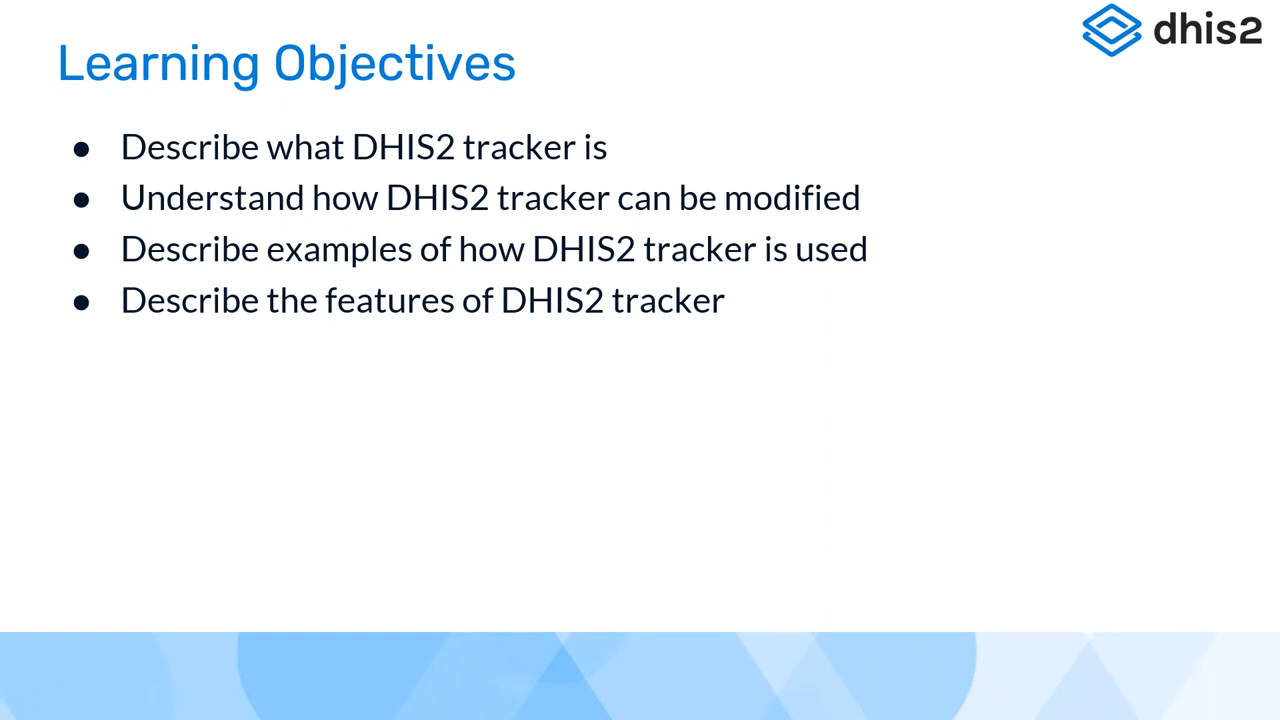 dhis2
Learning Objectives
● Describe what DHIS2 tracker is
● Understand how DHIS2 tracker can be modified
● Describe examples of how DHIS2 tracker is used
● Describe the features of DHIS2 tracker